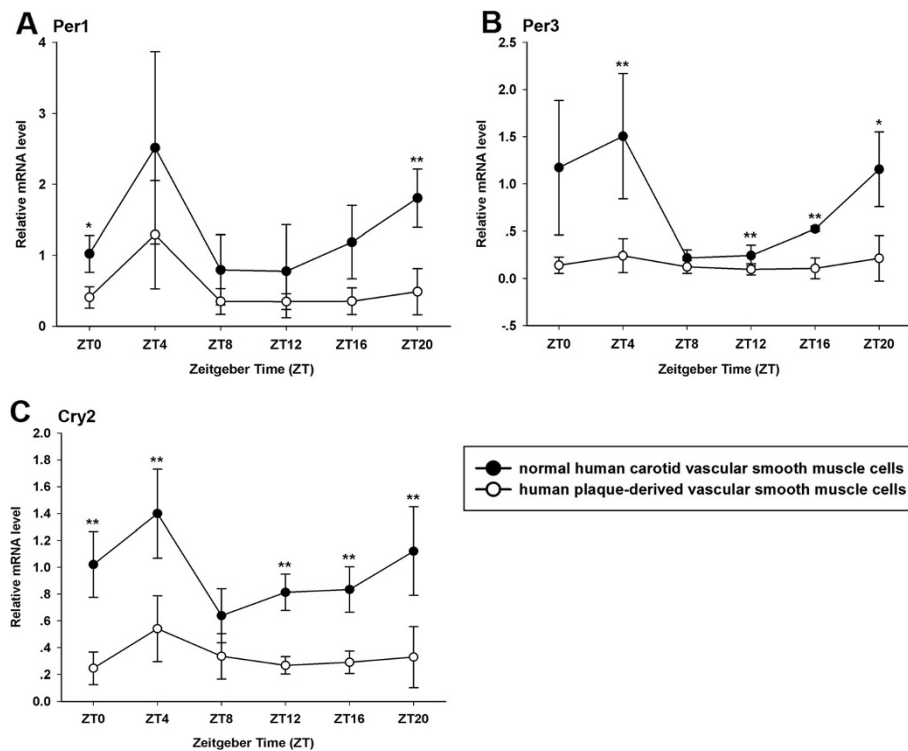 A Per1
Relative mRNA level
4
3
2
1
0
*
**
ZT0 ZT4 ZT8 ZT12 ZT16 ZT20
Zeitgeber Time (ZT)
B Per3
Relative mRNA level
2.5
2.0
1.5
1.0
.5
0.0
-.5
**
**
**
*
ZT0 ZT4 ZT8 ZT12 ZT16 ZT20
Zeitgeber Time (ZT)
C Cry2
Relative mRNA level
2.0
1.8
1.6
1.4
1.2
1.0
.8
.6
.4
.2
0.0
**
**
**
**
**
ZT0 ZT4 ZT8 ZT12 ZT16 ZT20
Zeitgeber Time (ZT)
normal human carotid vascular smooth muscle cells
human plaque-derived vascular smooth muscle cells